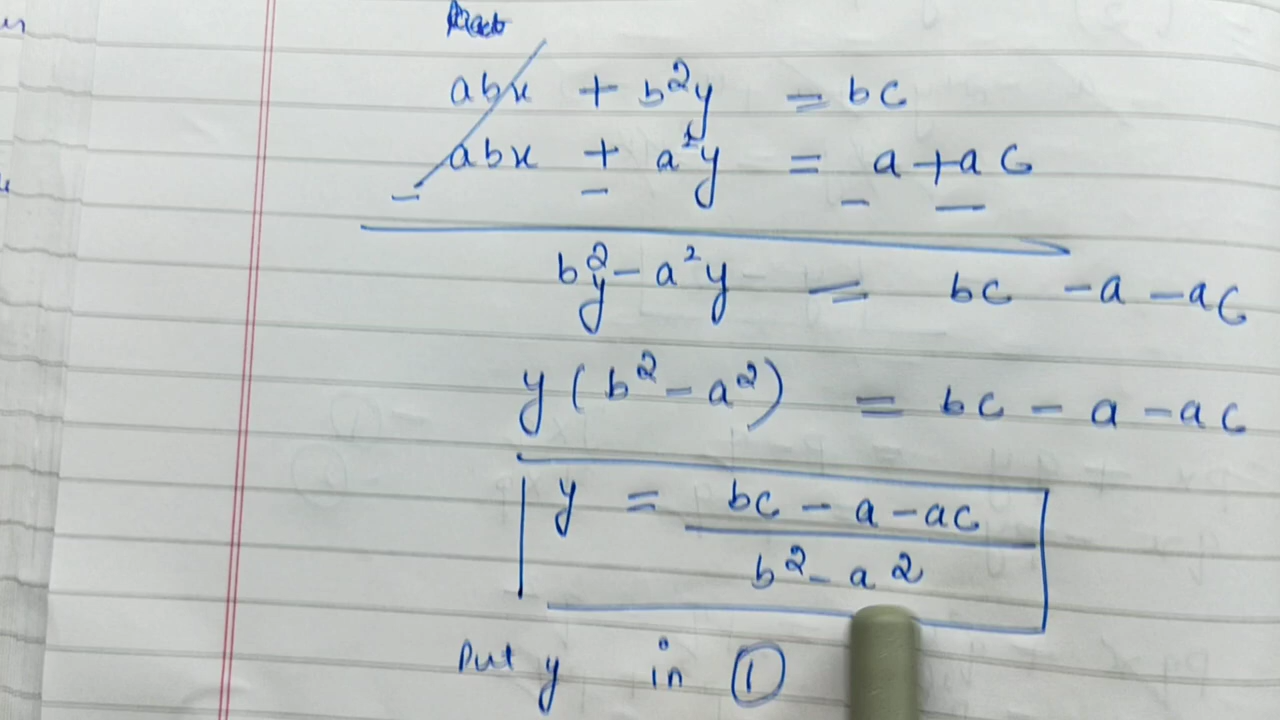 abx + b²y = bc
abx + a²y = a + ac
- - - -
b²y - a²y = bc - a - ac
y(b² - a²) = bc - a - ac
y = bc - a - ac
b² - a²
Put y in ①